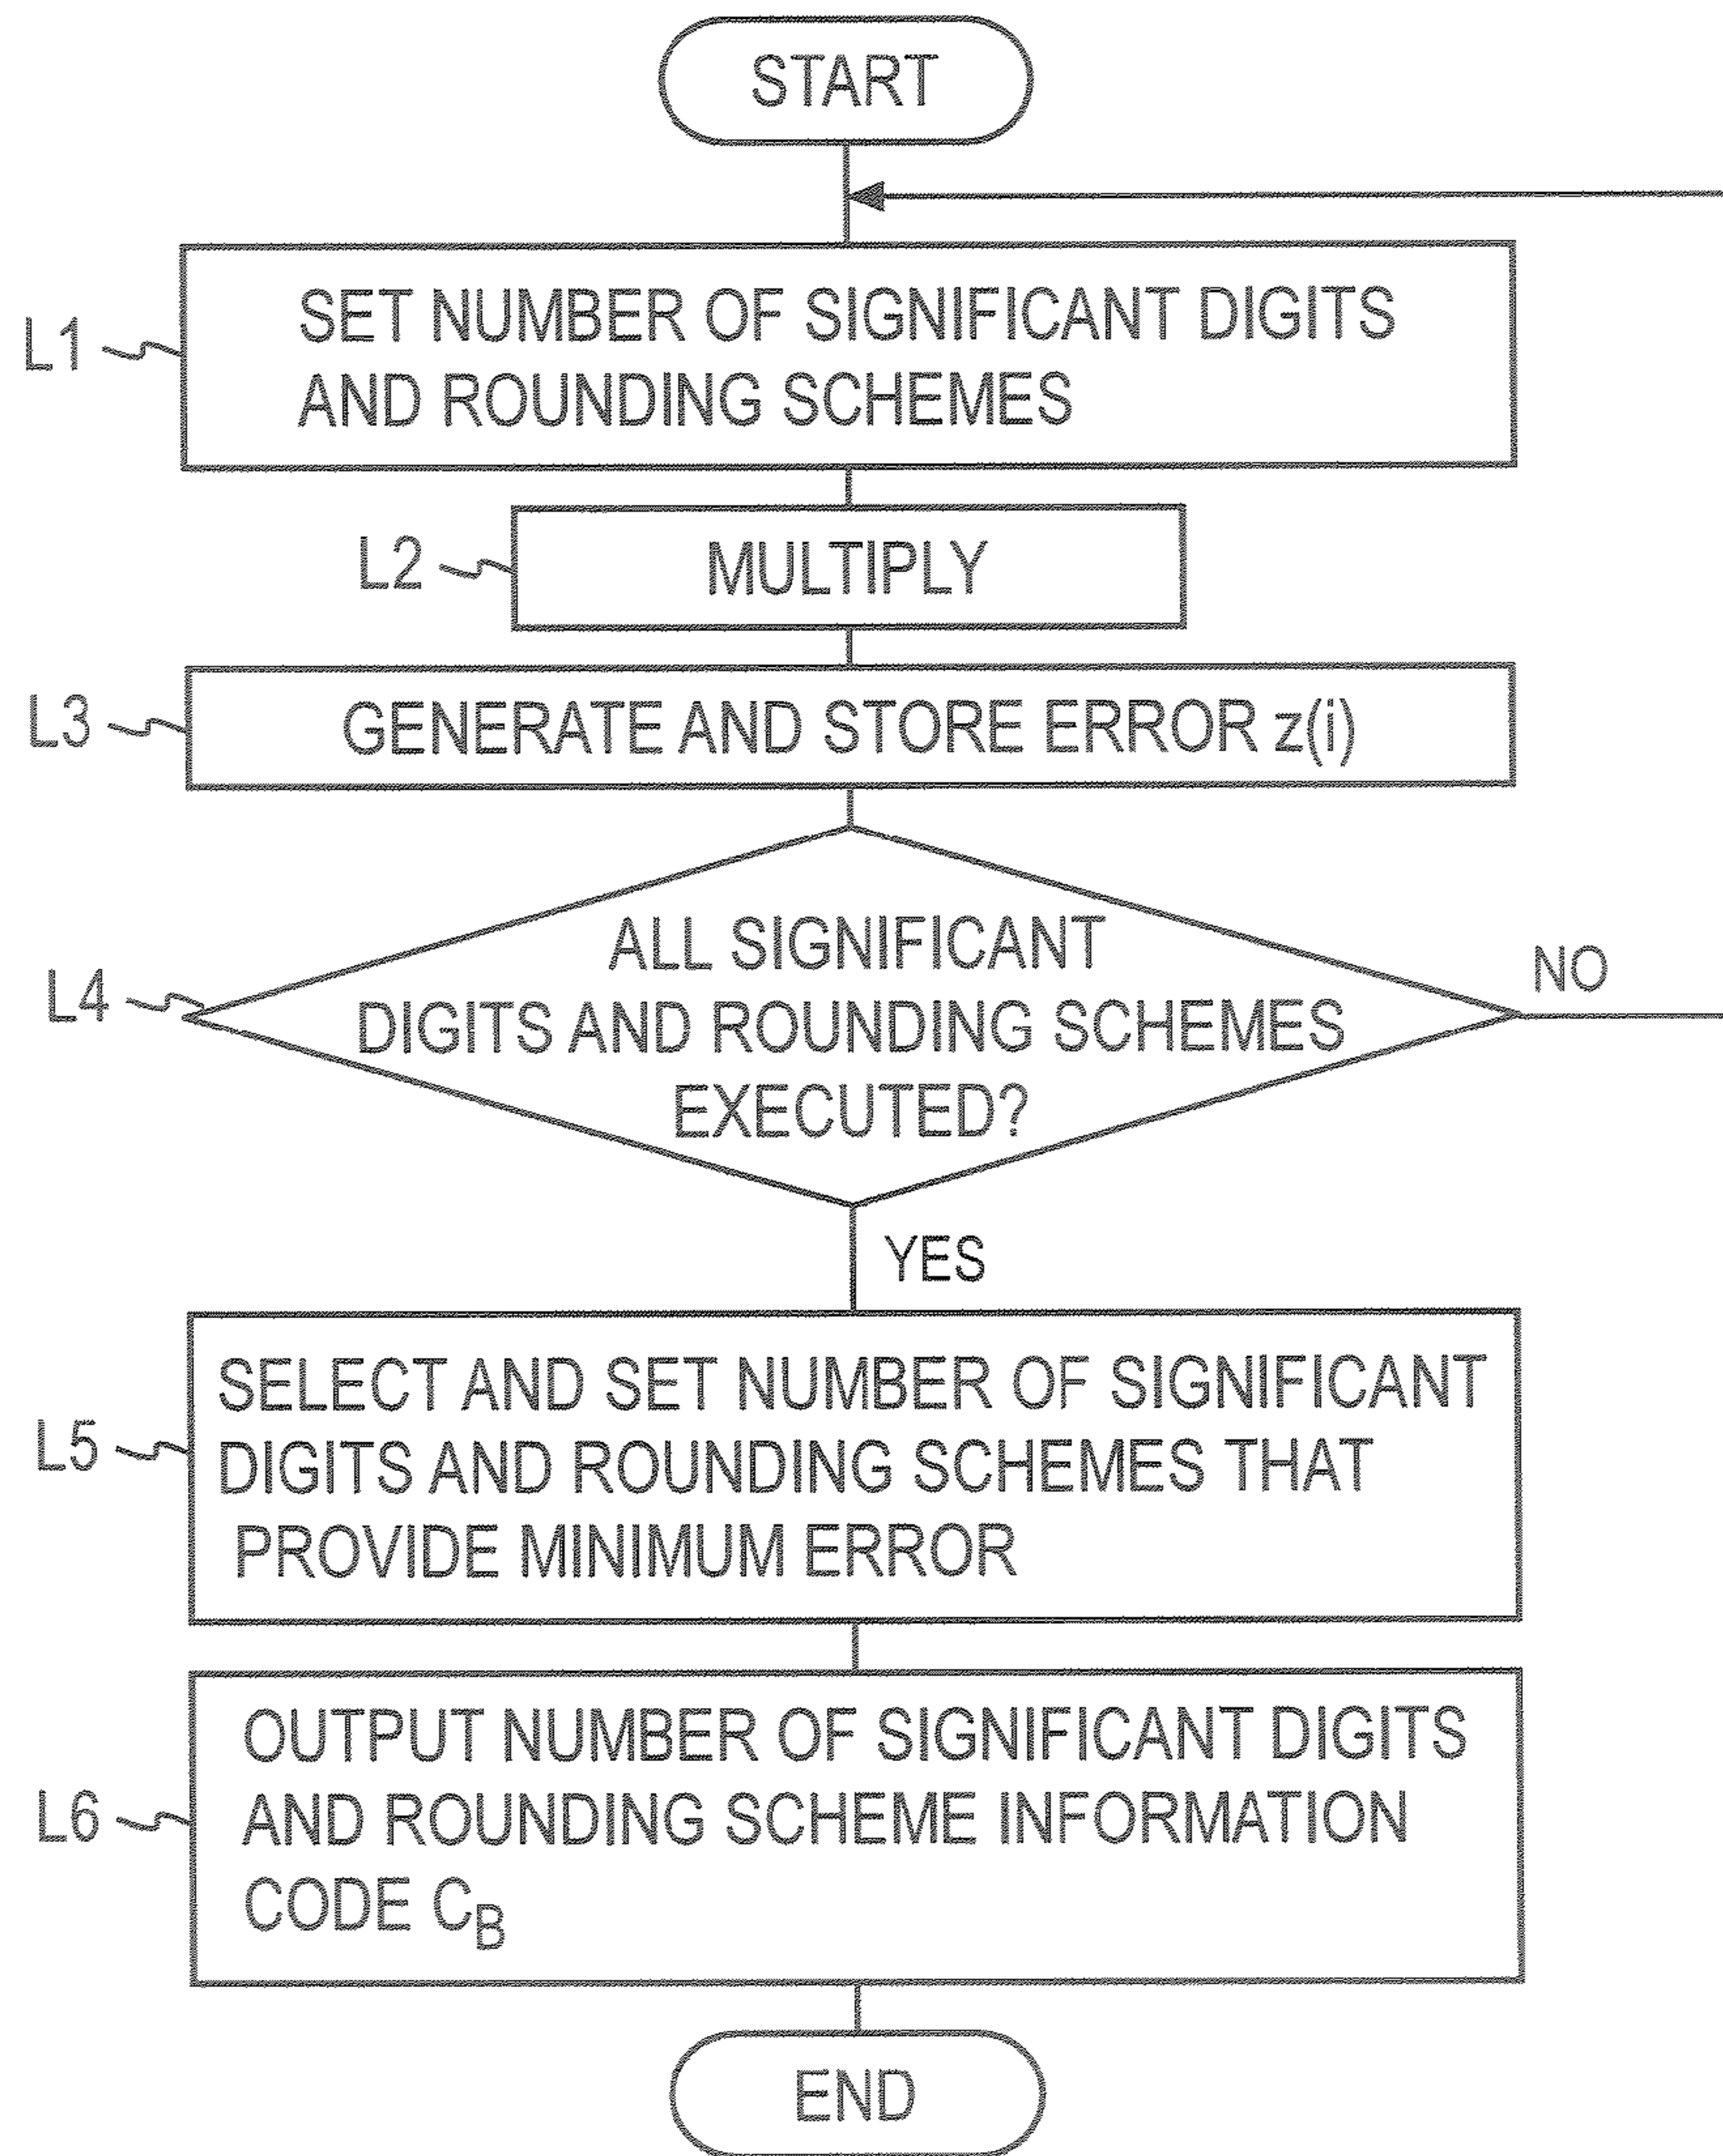 START
L1
SET NUMBER OF SIGNIFICANT DIGITS
AND ROUNDING SCHEMES
L2
MULTIPLY
L3
GENERATE AND STORE ERROR z(i)
L4
ALL SIGNIFICANT
DIGITS AND ROUNDING SCHEMES
EXECUTED?
NO
YES
L5
SELECT AND SET NUMBER OF SIGNIFICANT
DIGITS AND ROUNDING SCHEMES THAT
PROVIDE MINIMUM ERROR
L6
OUTPUT NUMBER OF SIGNIFICANT DIGITS
AND ROUNDING SCHEME INFORMATION
CODE C_B
END